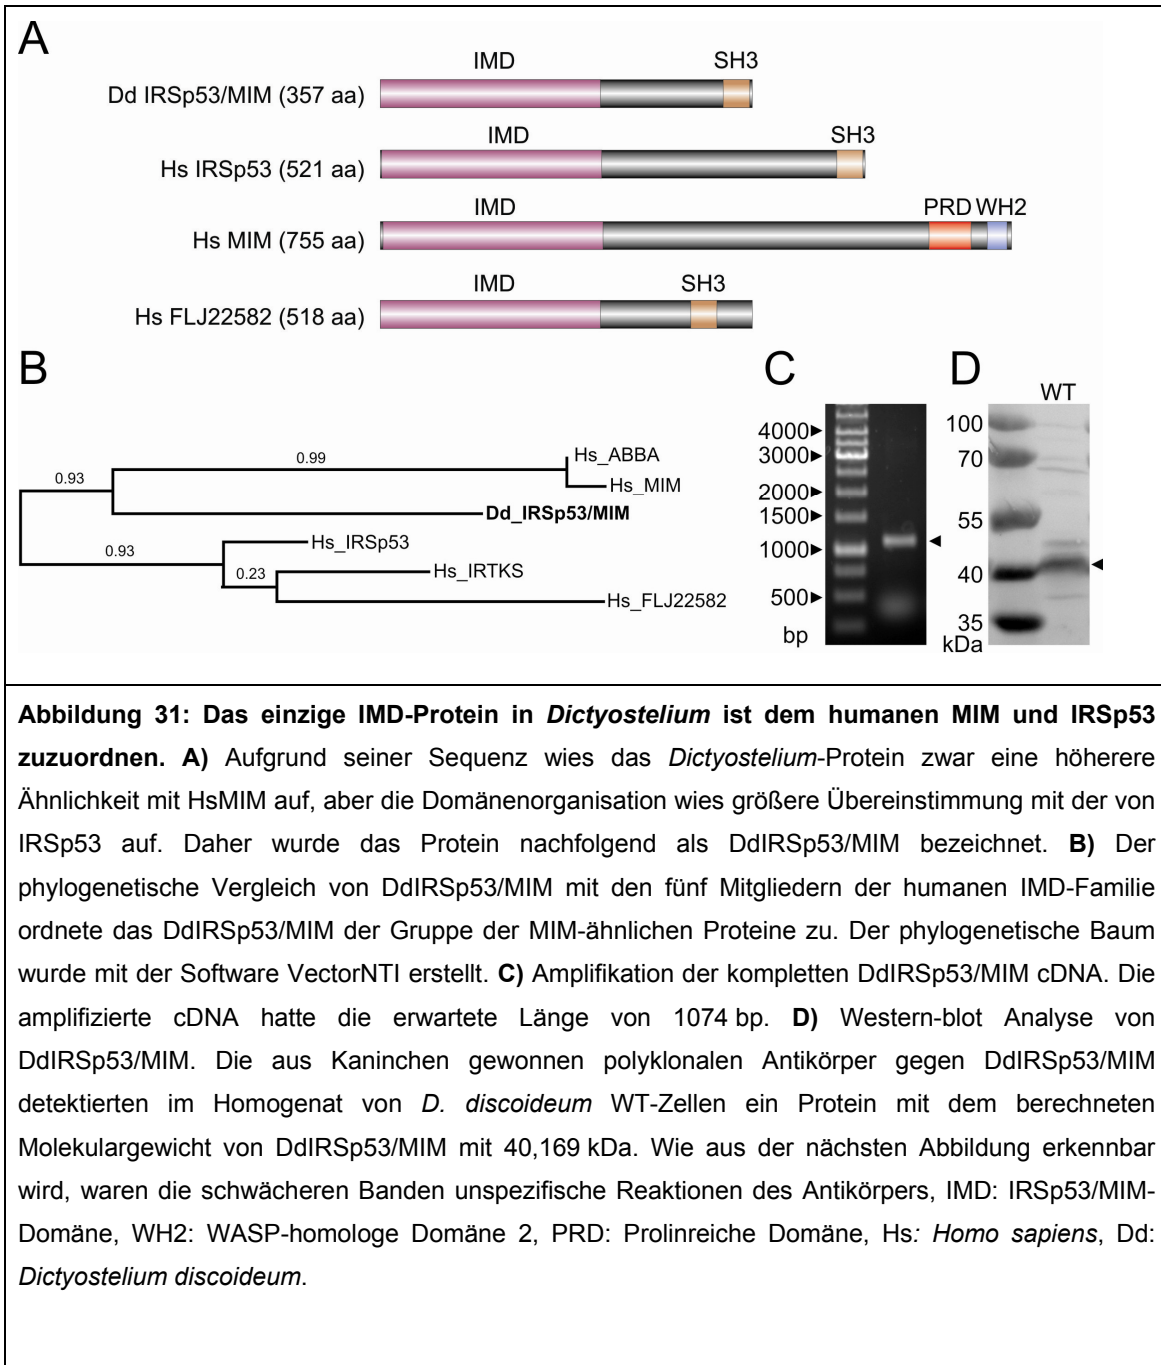 A
IMD SH3
Dd IRSp53/MIM (357 aa)
IMD SH3
Hs IRSp53 (521 aa)
IMD PRD WH2
Hs MIM (755 aa)
IMD SH3
Hs FLJ22582 (518 aa)
B
0.93
0.99
Hs_ABBA
Hs_MIM
Dd_IRSp53/MIM
0.93
Hs_IRSp53
0.23
Hs_IRTKS
Hs_FLJ22582
C
4000
3000
2000
1500
1000
500
bp
D
WT
100
70
55
40
35
kDa
Abbildung 31: Das einzige IMD-Protein in Dictyostelium ist dem humanen MIM und IRSp53
zuzuordnen. A) Aufgrund seiner Sequenz wies das Dictyostelium-Protein zwar eine höherere
Ähnlichkeit mit HsMIM auf, aber die Domänenorganisation wies größere Übereinstimmung mit der von
IRSp53 auf. Daher wurde das Protein nachfolgend als DdIRSp53/MIM bezeichnet. B) Der
phylogenetische Vergleich von DdIRSp53/MIM mit den fünf Mitgliedern der humanen IMD-Familie
ordnete das DdIRSp53/MIM der Gruppe der MIM-ähnlichen Proteine zu. Der phylogenetische Baum
wurde mit der Software VectorNTI erstellt. C) Amplifikation der kompletten DdIRSp53/MIM cDNA. Die
amplifizierte cDNA hatte die erwartete Länge von 1074 bp. D) Western-blot Analyse von
DdIRSp53/MIM. Die aus Kaninchen gewonnen polyklonalen Antikörper gegen DdIRSp53/MIM
detektierten im Homogenat von D. discoideum WT-Zellen ein Protein mit dem berechneten
Molekulargewicht von DdIRSp53/MIM mit 40,169 kDa. Wie aus der nächsten Abbildung erkennbar
wird, waren die schwächeren Banden unspezifische Reaktionen des Antikörpers, IMD: IRSp53/MIM-
Domäne, WH2: WASP-homologe Domäne 2, PRD: Prolinreiche Domäne, Hs: Homo sapiens, Dd:
Dictyostelium discoideum.